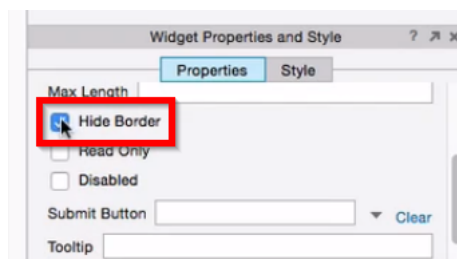 Widget Properties and Style ? ↗ ×
Properties Style
Max Length
Hide Border
Read Only
Disabled
Submit Button Clear
Tooltip